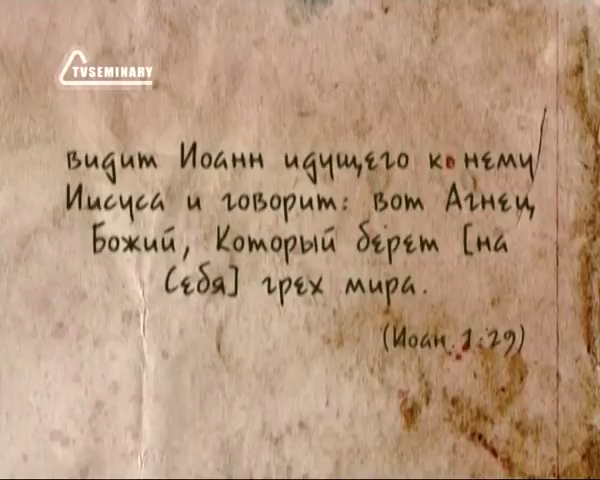 TVSEMINARY
видит Иоанн идущего к нему
Иисуса и говорит: вот Агнец
Божий, Который берет [на
Себя] грех мира.
(Иоан. 1:29)